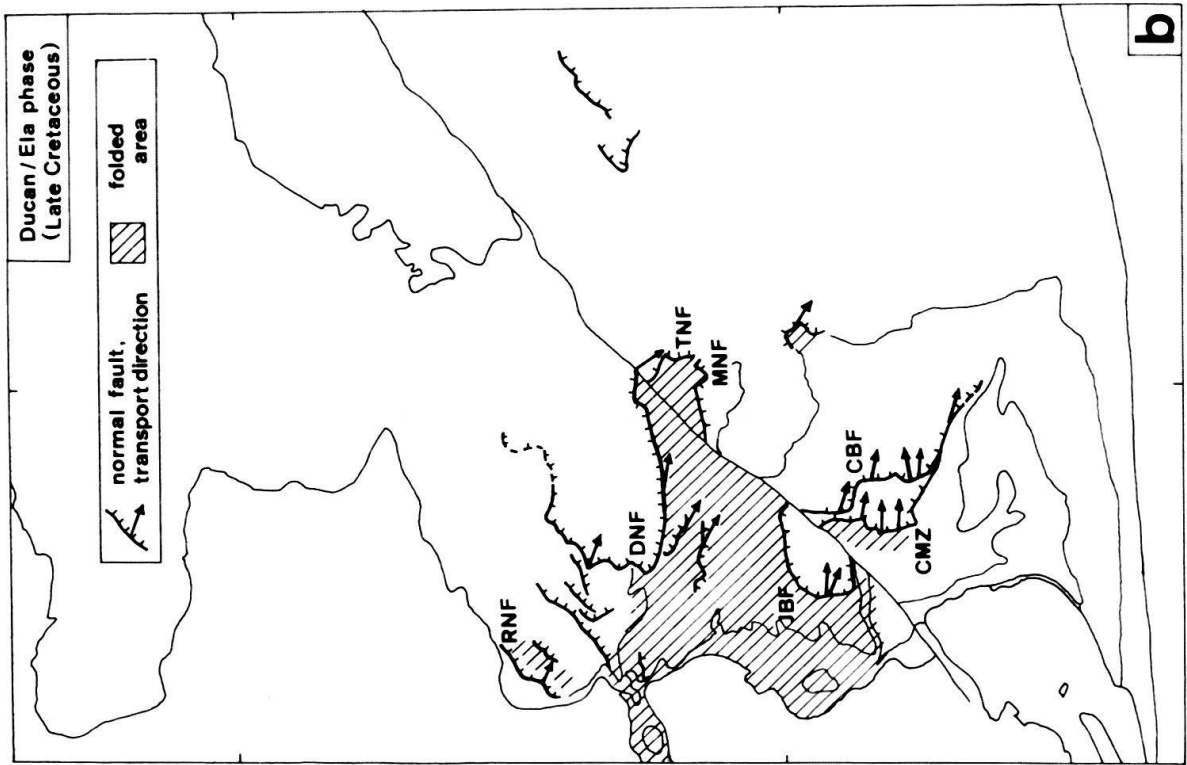 Ducan / Ela phase
(Late Cretaceous)
normal fault,
transport direction
folded
area
RNF
DNF
TNF
MNF
JBF
CBF
CMZ
b